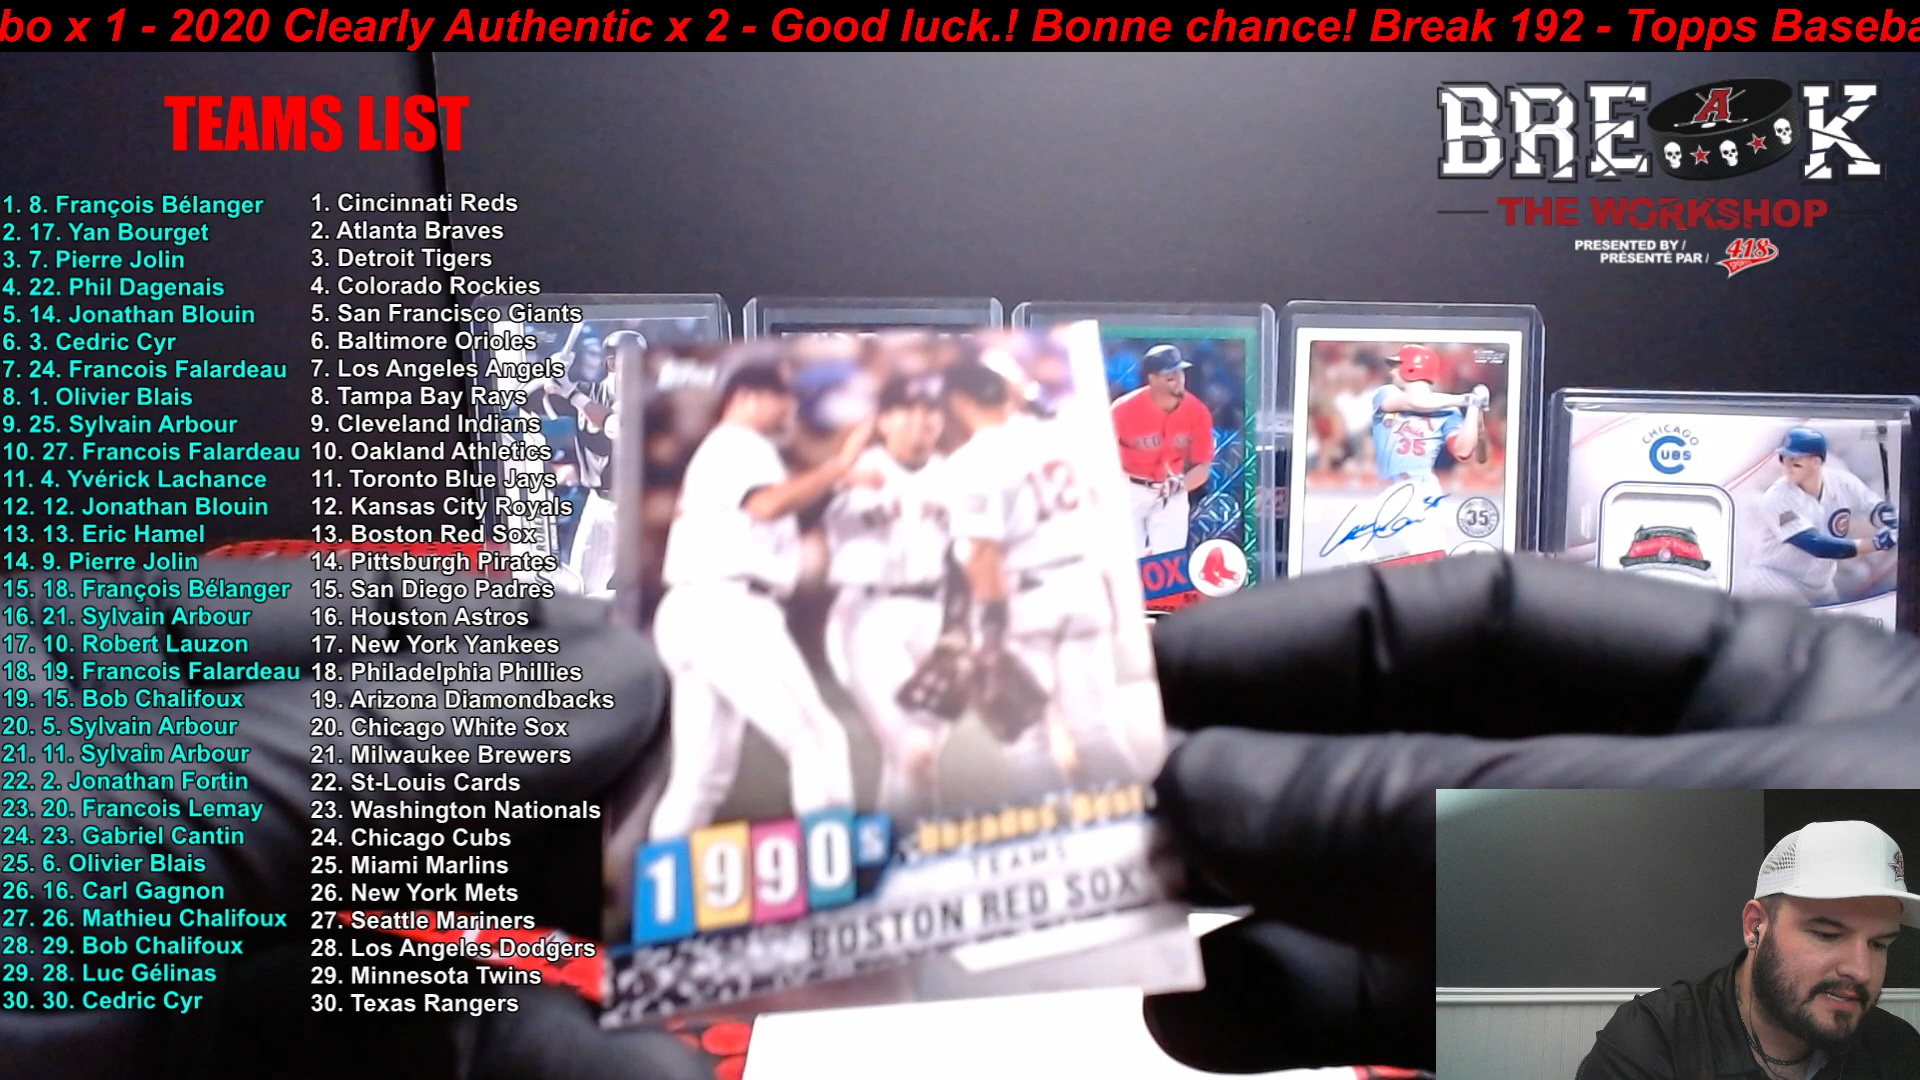 bo x 1 - 2020 Clearly Authentic x 2 - Good luck.! Bonne chance! Break 192 - Topps Baseba
TEAMS LIST
BREAK
THE WORKSHOP
PRESENTED BY /
PRÉSENTÉ PAR /
418
1. 8. François Bélanger
2. 17. Yan Bourget
3. 7. Pierre Jolin
4. 22. Phil Dagenais
5. 14. Jonathan Blouin
6. 3. Cedric Cyr
7. 24. Francois Falardeau
8. 1. Olivier Blais
9. 25. Sylvain Arbour
10. 27. Francois Falardeau
11. 4. Yvérick Lachance
12. 12. Jonathan Blouin
13. 13. Eric Hamel
14. 9. Pierre Jolin
15. 18. François Bélanger
16. 21. Sylvain Arbour
17. 10. Robert Lauzon
18. 19. Francois Falardeau
19. 15. Bob Chalifoux
20. 5. Sylvain Arbour
21. 11. Sylvain Arbour
22. 2. Jonathan Fortin
23. 20. Francois Lemay
24. 23. Gabriel Cantin
25. 6. Olivier Blais
26. 16. Carl Gagnon
27. 26. Mathieu Chalifoux
28. 29. Bob Chalifoux
29. 28. Luc Gélinas
30. 30. Cedric Cyr
1. Cincinnati Reds
2. Atlanta Braves
3. Detroit Tigers
4. Colorado Rockies
5. San Francisco Giants
6. Baltimore Orioles
7. Los Angeles Angels
8. Tampa Bay Rays
9. Cleveland Indians
10. Oakland Athletics
11. Toronto Blue Jays
12. Kansas City Royals
13. Boston Red Sox
14. Pittsburgh Pirates
15. San Diego Padres
16. Houston Astros
17. New York Yankees
18. Philadelphia Phillies
19. Arizona Diamondbacks
20. Chicago White Sox
21. Milwaukee Brewers
22. St-Louis Cards
23. Washington Nationals
24. Chicago Cubs
25. Miami Marlins
26. New York Mets
27. Seattle Mariners
28. Los Angeles Dodgers
29. Minnesota Twins
30. Texas Rangers
12
1990s
Decades' Best
TEAMS
BOSTON RED SOX
OX
35
35
CHICAGO
CUBS